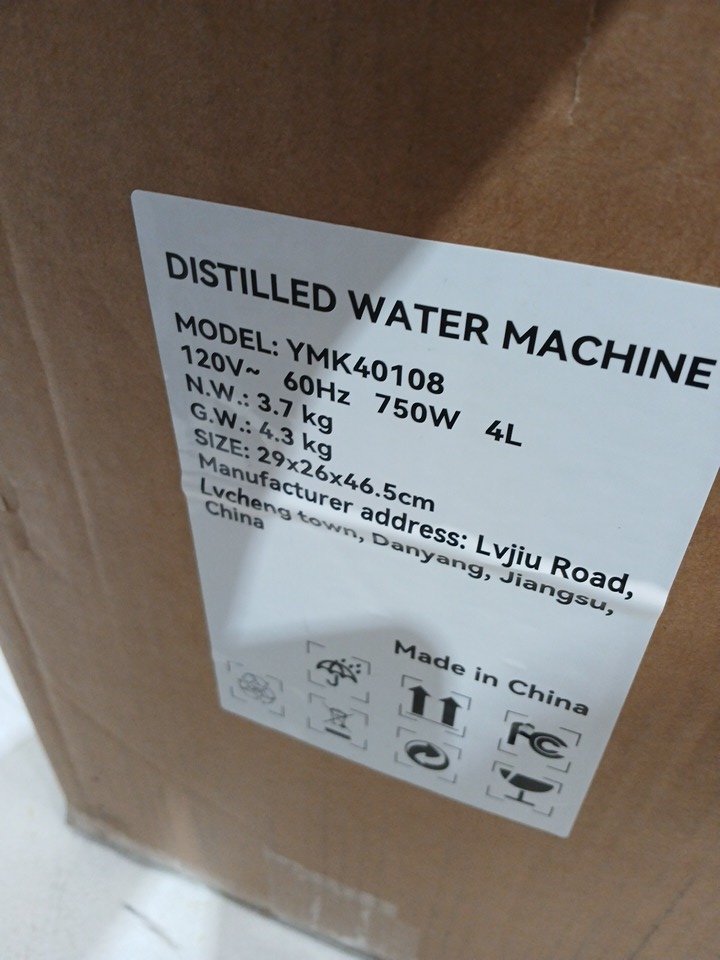 DISTILLED WATER MACHINE
MODEL: YMK40108
120V~ 60Hz 750W 4L
N.W.: 3.7 kg
G.W.: 4.3 kg
SIZE: 29x26x46.5cm
Manufacturer address: Lvjiu Road,
Lvcheng town, Danyang, Jiangsu,
China
Made in China
FC